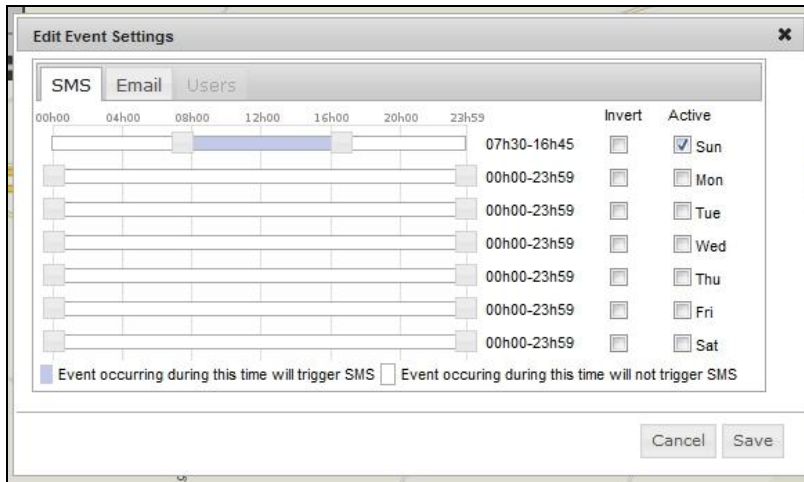 Edit Event Settings
SMS Email Users
00h00 04h00 08h00 12h00 16h00 20h00 23h59 Invert Active
07h30-16h45 Sun
00h00-23h59 Mon
00h00-23h59 Tue
00h00-23h59 Wed
00h00-23h59 Thu
00h00-23h59 Fri
00h00-23h59 Sat
Event occurring during this time will trigger SMS Event occuring during this time will not trigger SMS
Cancel Save